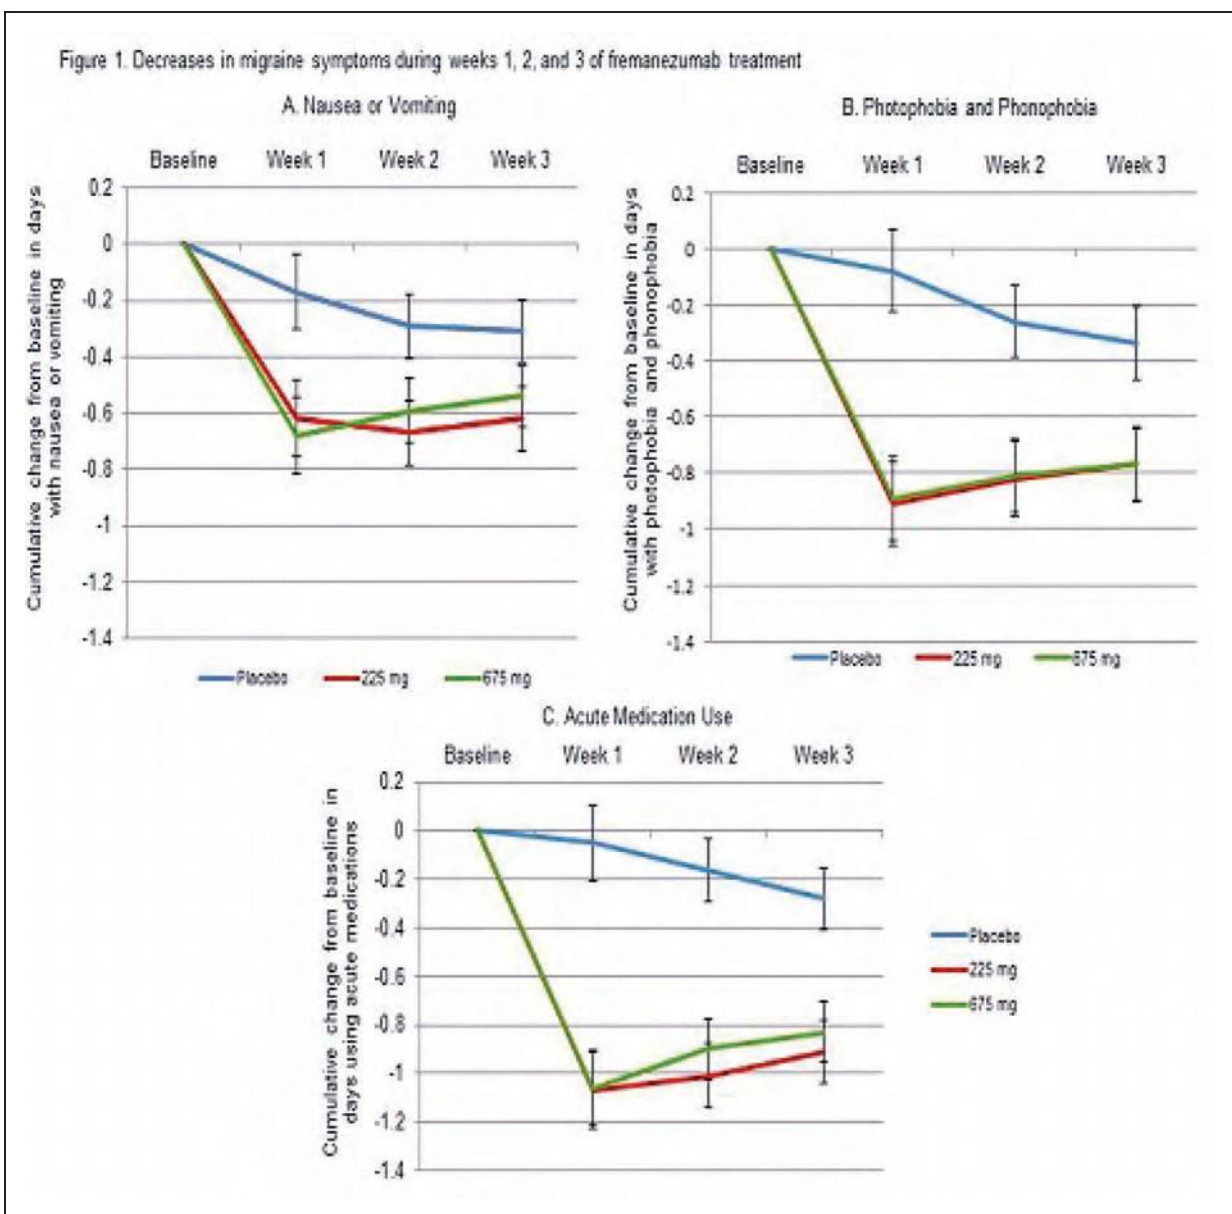 Figure 1. Decreases in migraine symptoms during weeks 1, 2, and 3 of fremanezumab treatment
A. Nausea or Vomiting
Baseline Week 1 Week 2 Week 3
0.2
0
-0.2
-0.4
-0.6
-0.8
-1
-1.2
-1.4
Cumulative change from baseline in days
with nausea or vomiting
Placebo 225 mg 675 mg
B. Photophobia and Phonophobia
Baseline Week 1 Week 2 Week 3
0.2
0
-0.2
-0.4
-0.6
-0.8
-1
-1.2
-1.4
Cumulative change from baseline in days
with photophobia and phonophobia
Placebo 225 mg 675 mg
C. Acute Medication Use
Baseline Week 1 Week 2 Week 3
0.2
0
-0.2
-0.4
-0.6
-0.8
-1
-1.2
-1.4
Cumulative change from baseline in
days using acute medications
Placebo
225 mg
675 mg